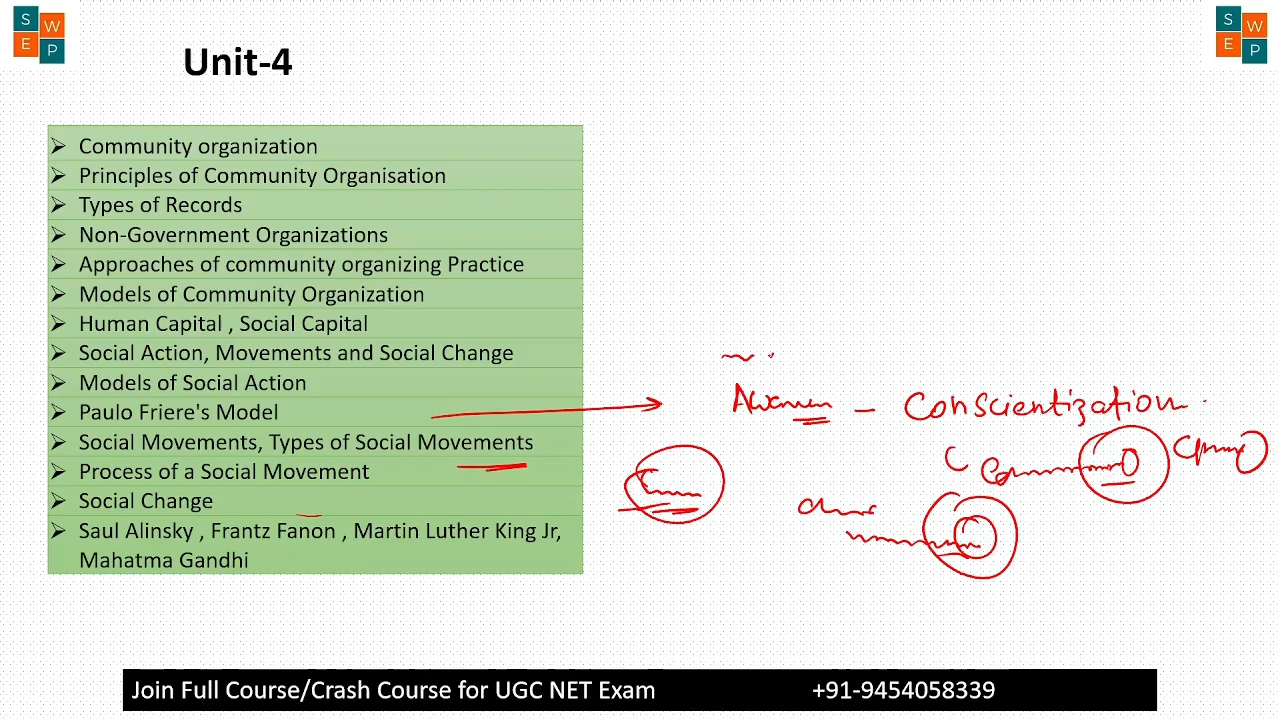 S W E P
S W E P
Unit-4
➢ Community organization
➢ Principles of Community Organisation
➢ Types of Records
➢ Non-Government Organizations
➢ Approaches of community organizing Practice
➢ Models of Community Organization
➢ Human Capital , Social Capital
➢ Social Action, Movements and Social Change
➢ Models of Social Action
➢ Paulo Friere's Model
➢ Social Movements, Types of Social Movements
➢ Process of a Social Movement
➢ Social Change
➢ Saul Alinsky , Frantz Fanon , Martin Luther King Jr,
Mahatma Gandhi
– Conscientization
Join Full Course/Crash Course for UGC NET Exam +91-9454058339